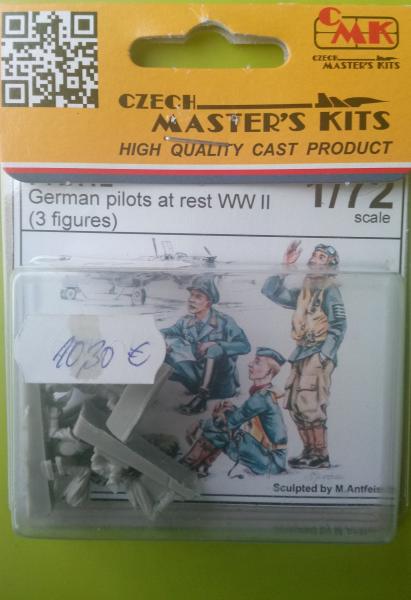 CMK
CZECH
MASTER'S KITS
CZECH
MASTER'S KITS
HIGH QUALITY CAST PRODUCT
German pilots at rest WW II
(3 figures)
1/72
scale
10,30 €
Sculpted by M.Antfeis